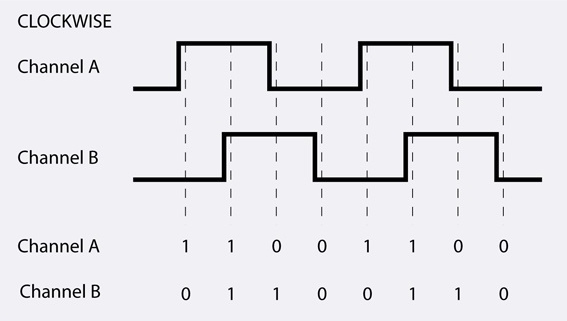 CLOCKWISE
Channel A
Channel B
Channel A 1 1 0 0 1 1 0 0
Channel B 0 1 1 0 0 1 1 0